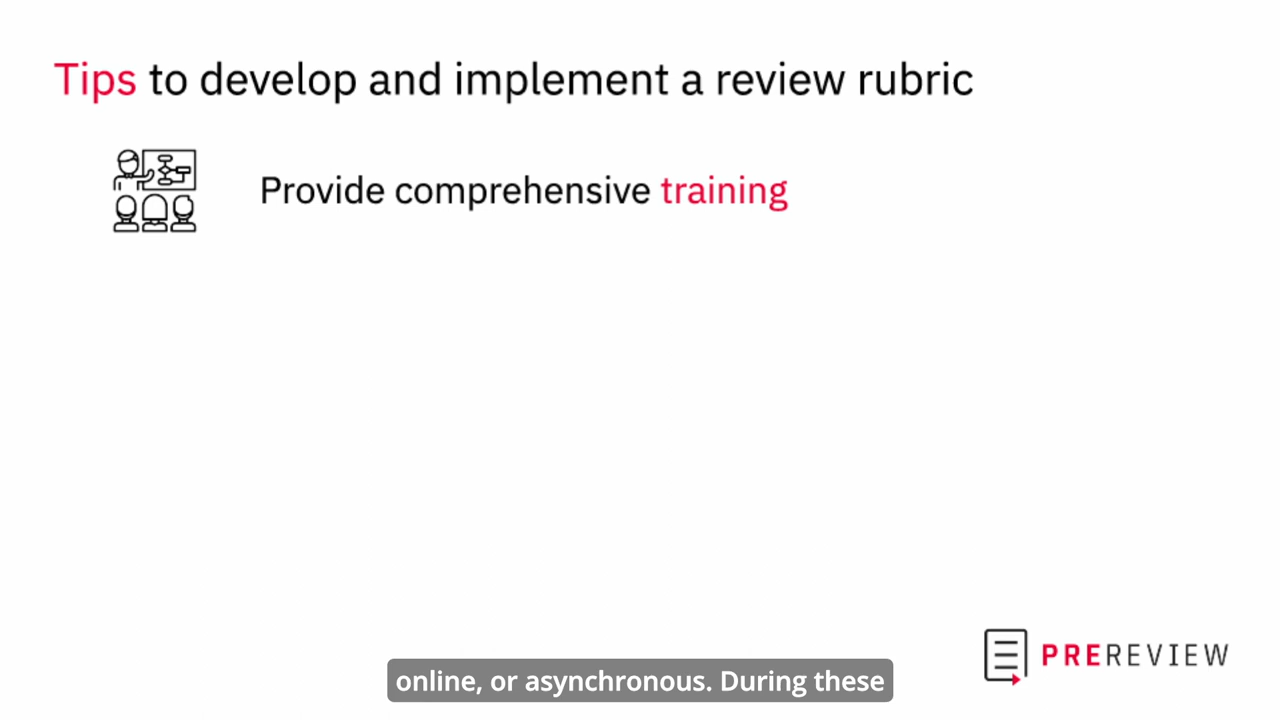 Tips to develop and implement a review rubric
Provide comprehensive training
online, or asynchronous. During these
PREREVIEW